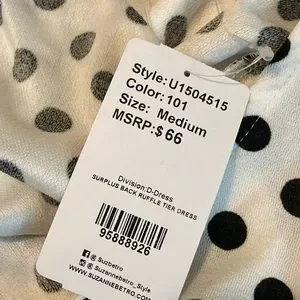 Style: U1504515
Color: 101
Size: Medium
MSRP: $ 66
Division: D-Dress
SURPLUS BACK RUFFLE TIER DRESS
95888926
@ Suzbetro
@ Suzannebetro_Style
WWW.SUZANNEBETRO.COM